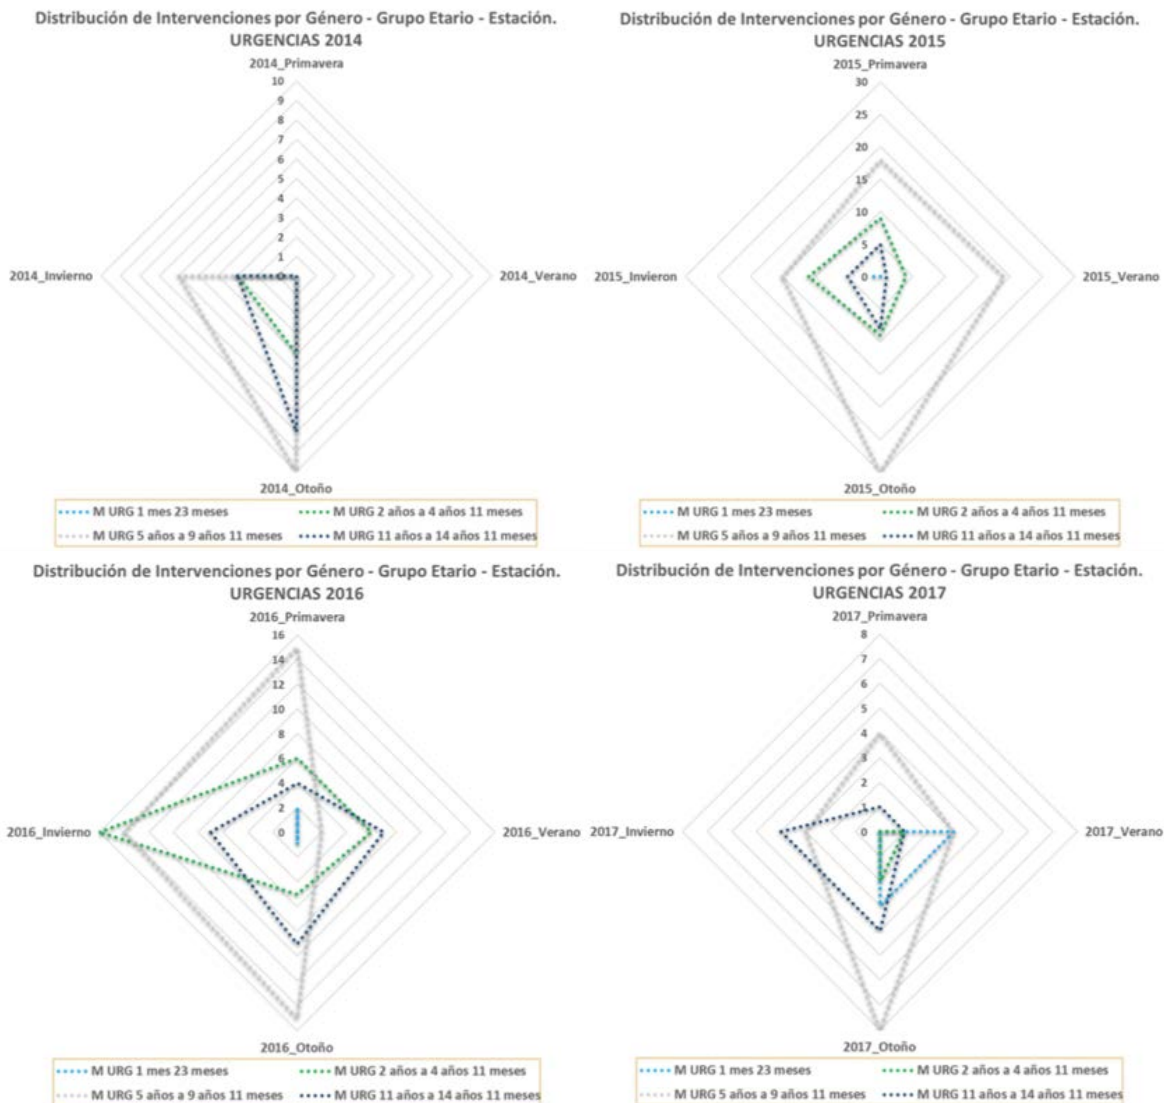 Distribución de Intervenciones por Género - Grupo Etario - Estación.
URGENCIAS 2014
2014_Primavera
10
9
8
7
6
5
4
3
2
1
0
2014_Invierno
2014_Verano
2014_Otoño
M URG 1 mes 23 meses
M URG 2 años a 4 años 11 meses
M URG 5 años a 9 años 11 meses
M URG 11 años a 14 años 11 meses
Distribución de Intervenciones por Género - Grupo Etario - Estación.
URGENCIAS 2015
2015_Primavera
30
25
20
15
10
5
0
2015_Invieron
2015_Verano
2015_Otoño
M URG 1 mes 23 meses
M URG 2 años a 4 años 11 meses
M URG 5 años a 9 años 11 meses
M URG 11 años a 14 años 11 meses
Distribución de Intervenciones por Género - Grupo Etario - Estación.
URGENCIAS 2016
2016_Primavera
16
14
12
10
8
6
4
2
0
2016_Invierno
2016_Verano
2016_Otoño
M URG 1 mes 23 meses
M URG 2 años a 4 años 11 meses
M URG 5 años a 9 años 11 meses
M URG 11 años a 14 años 11 meses
Distribución de Intervenciones por Género - Grupo Etario - Estación.
URGENCIAS 2017
2017_Primavera
8
7
6
5
4
3
2
1
0
2017_Invierno
2017_Verano
2017_Otoño
M URG 1 mes 23 meses
M URG 2 años a 4 años 11 meses
M URG 5 años a 9 años 11 meses
M URG 11 años a 14 años 11 meses